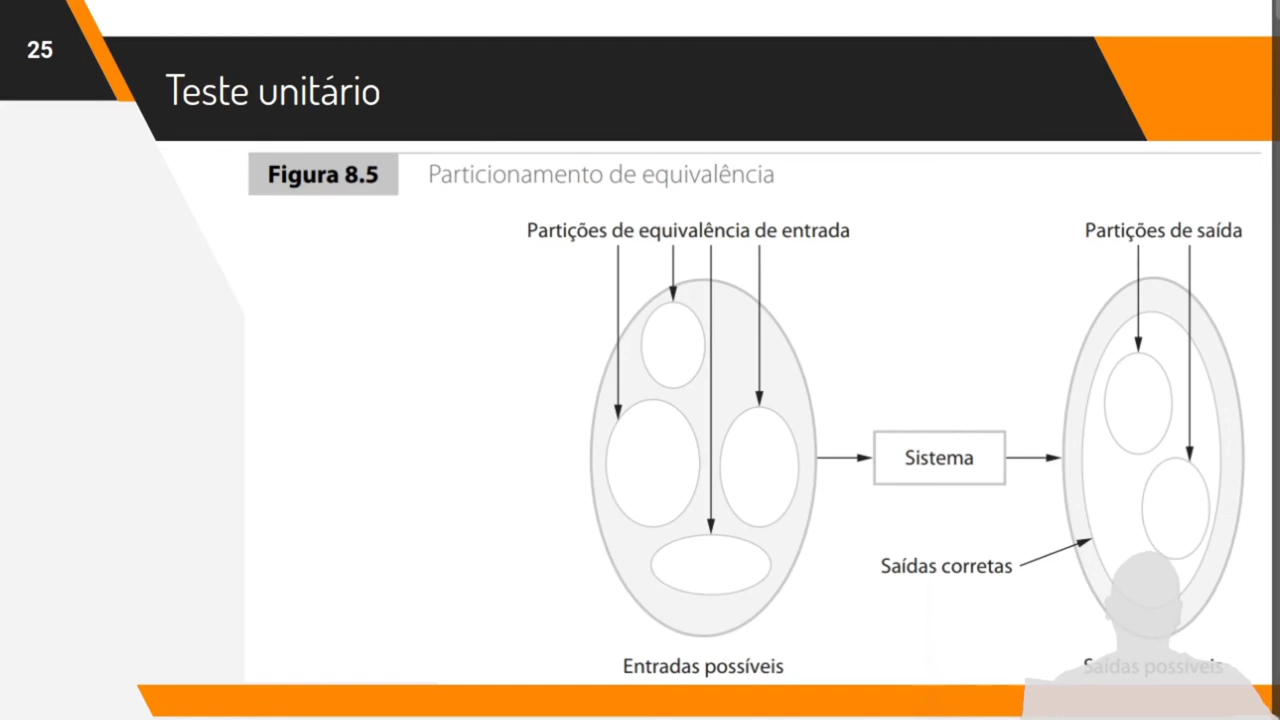 25
Teste unitário
Figura 8.5 Particionamento de equivalência
Partições de equivalência de entrada
Partições de saída
Sistema
Saídas corretas
Entradas possíveis
Saídas possíveis